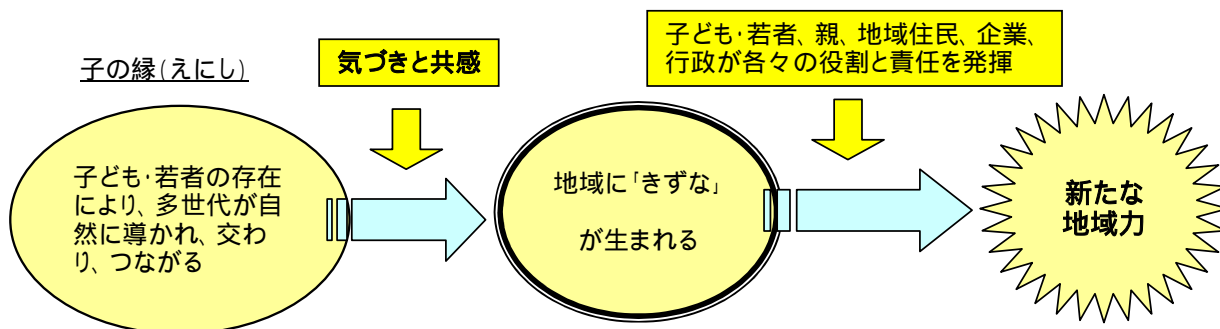 子の縁(えにし)
気づきと共感
子ども・若者、親、地域住民、企業、
行政が各々の役割と責任を発揮
子ども・若者の存在
により、多世代が自
然に導かれ、交わ
り、つながる
地域に「きずな」
が生まれる
新たな
地域力